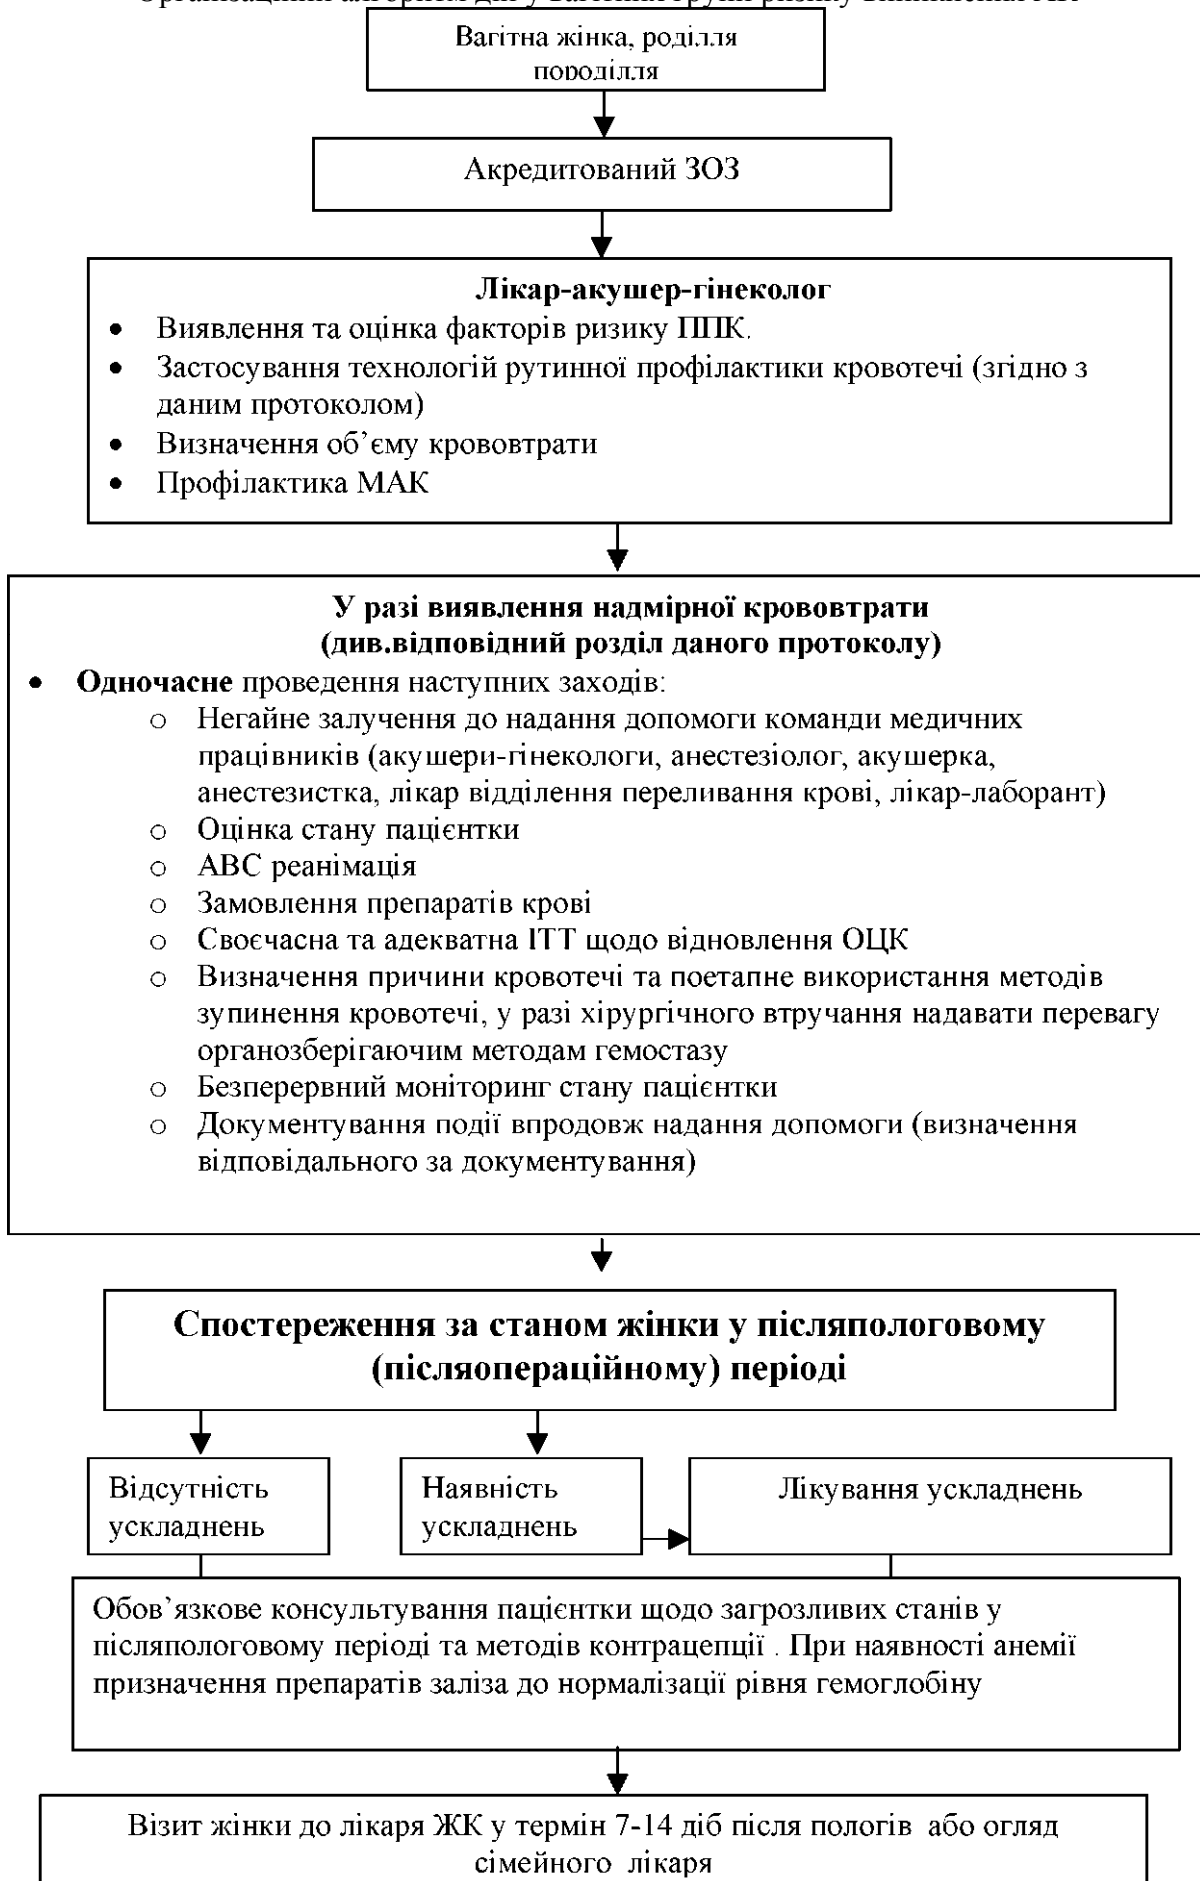 Вагітна жінка, роділля
породілля
Акредитований ЗОЗ
Лікар-акушер-гінеколог
• Виявлення та оцінка факторів ризику ППК.
• Застосування технологій рутинної профілактики кровотечі (згідно з
даним протоколом)
• Визначення об’єму крововтрати
• Профілактика МАК
У разі виявлення надмірної крововтрати
(див.відповідний розділ даного протоколу)
• Одночасне проведення наступних заходів:
o Негайне залучення до надання допомоги команди медичних
працівників (акушери-гінекологи, анестезіолог, акушерка,
анестезистка, лікар відділення переливання крові, лікар-лаборант)
o Оцінка стану пацієнтки
o АВС реанімація
o Замовлення препаратів крові
o Своєчасна та адекватна ІТТ щодо відновлення ОЦК
o Визначення причини кровотечі та поетапне використання методів
зупинення кровотечі, у разі хірургічного втручання надавати перевагу
органозберігаючим методам гемостазу
o Безперервний моніторинг стану пацієнтки
o Документування події впродовж надання допомоги (визначення
відповідального за документування)
Спостереження за станом жінки у післяпологовому
(післяопераційному) періоді
Відсутність
ускладнень
Наявність
ускладнень
Лікування ускладнень
Обов’язкове консультування пацієнтки щодо загрозливих станів у
післяпологовому періоді та методів контрацепції . При наявності анемії
призначення препаратів заліза до нормалізації рівня гемоглобіну
Візит жінки до лікаря ЖК у термін 7-14 діб після пологів або огляд
сімейного лікаря